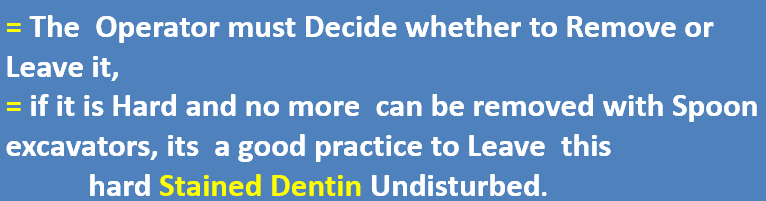 = The  Operator must Decide whether to Remove or
Leave it,
= if it is Hard and no more  can be removed with Spoon
excavators, its  a good practice to Leave  this
hard Stained Dentin Undisturbed.